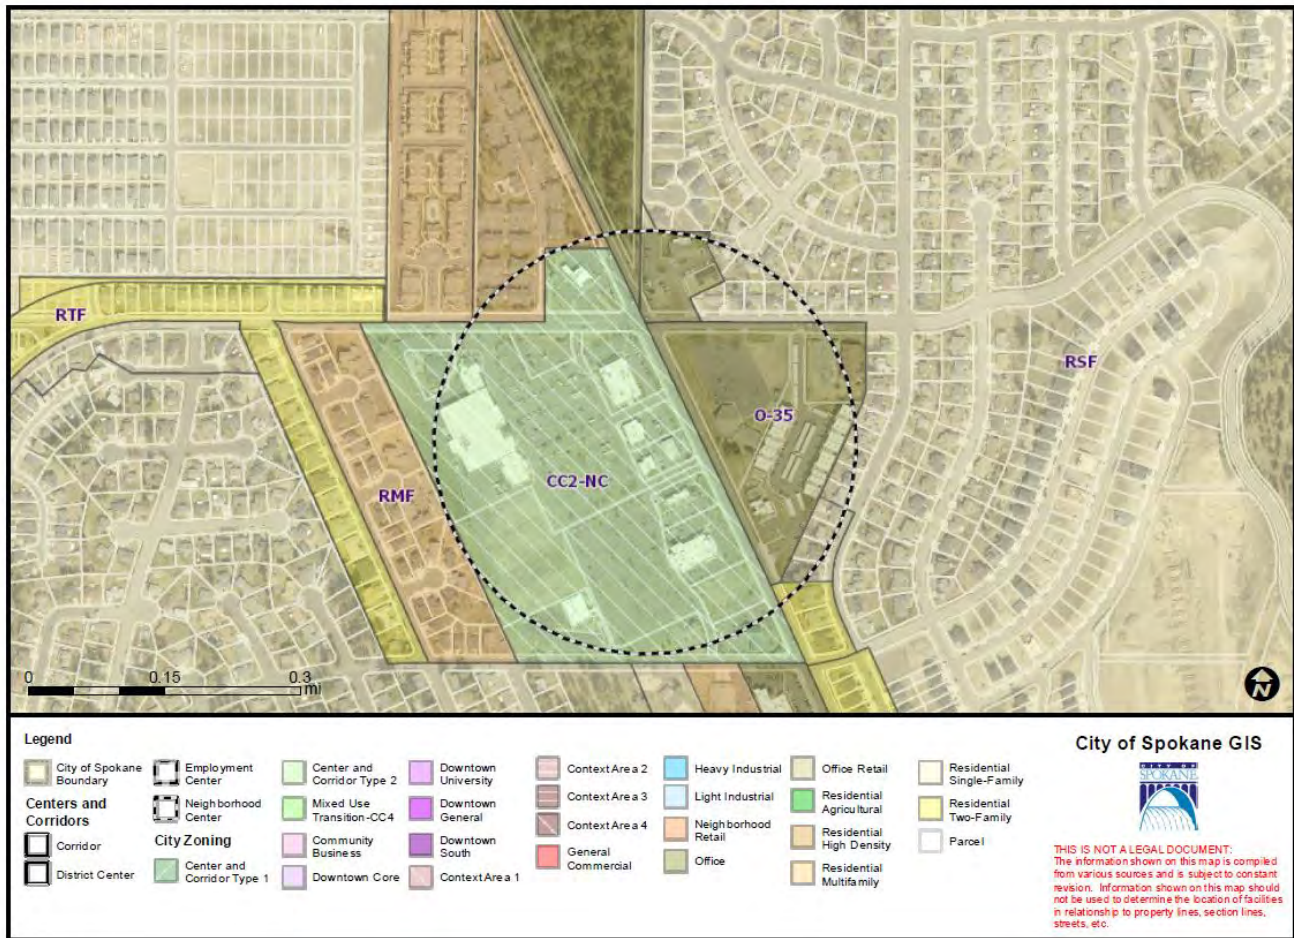 RTF
RSF
O-35
CC2-NC
RMF
0 0.15 0.3
mi
N
Legend
City of Spokane
Boundary
Centers and
Corridors
Corridor
District Center
Employment
Center
Neighborhood
Center
City Zoning
Center and
Corridor Type 1
Center and
Corridor Type 2
Mixed Use
Transition-CC4
Community
Business
Downtown Core
Downtown
University
Downtown
General
Downtown
South
Context Area 1
Context Area 2
Context Area 3
Context Area 4
General
Commercial
Heavy Industrial
Light Industrial
Neighborhood
Retail
Office
Office Retail
Residential
Agricultural
Residential
High Density
Residential
Multifamily
Residential
Single-Family
Residential
Two-Family
Parcel
City of Spokane GIS
CITY OF
SPOKANE
THIS IS NOT A LEGAL DOCUMENT:
The information shown on this map is compiled
from various sources and is subject to constant
revision. Information shown on this map should
not be used to determine the location of facilities
in relationship to property lines, section lines,
streets, etc.